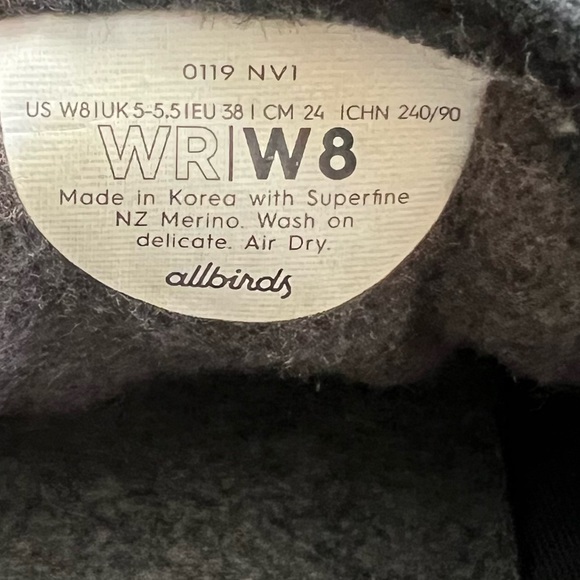 0119 NV1
US W8|UK 5-5.5|EU 38 | CM 24 |CHN 240/90
WR|W8
Made in Korea with Superfine
NZ Merino. Wash on
delicate. Air Dry.
allbirds